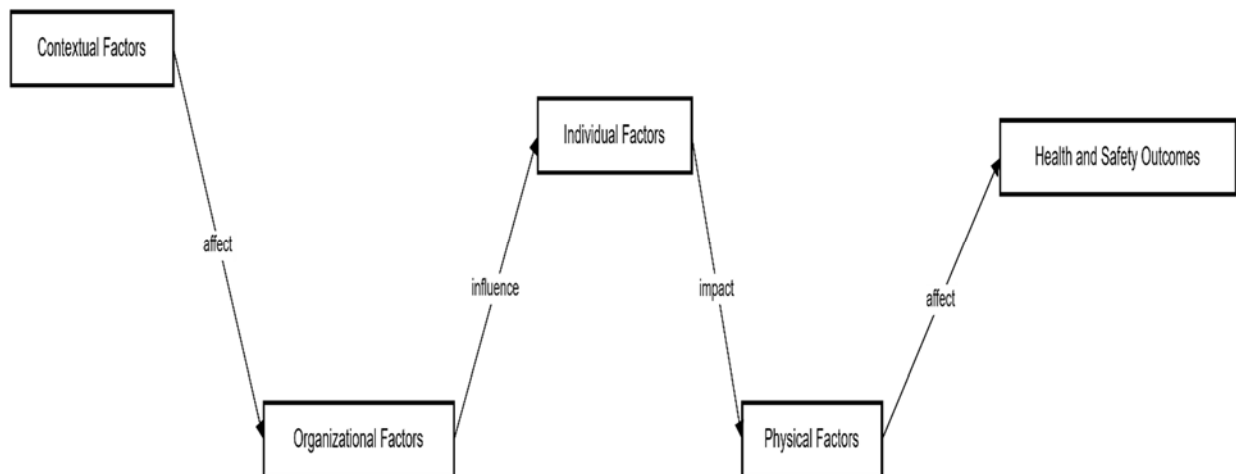 Contextual Factors
affect
Organizational Factors
influence
Individual Factors
impact
Physical Factors
affect
Health and Safety Outcomes